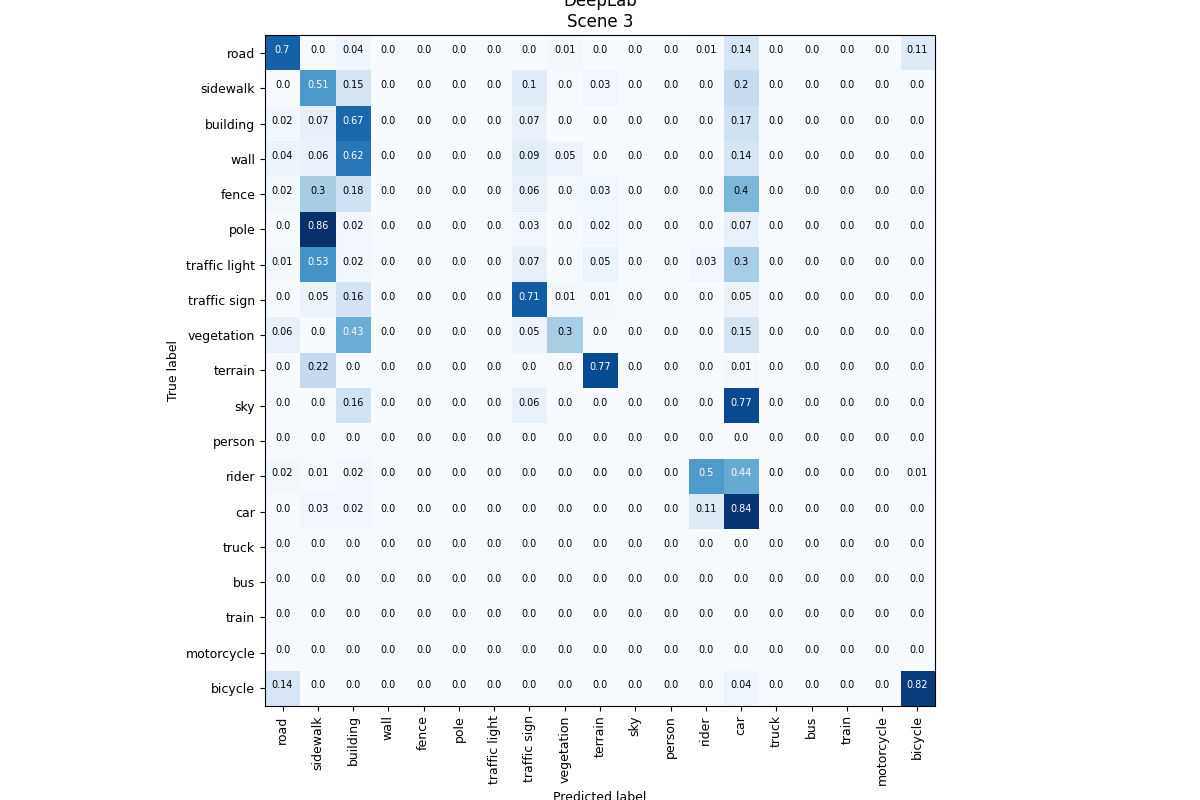 DeepLab
Scene 3
road 0.7 0.0 0.04 0.0 0.0 0.0 0.0 0.0 0.01 0.0 0.0 0.0 0.01 0.14 0.0 0.0 0.0 0.0 0.11
sidewalk 0.0 0.51 0.15 0.0 0.0 0.0 0.0 0.1 0.0 0.03 0.0 0.0 0.0 0.2 0.0 0.0 0.0 0.0 0.0
building 0.02 0.07 0.67 0.0 0.0 0.0 0.0 0.07 0.0 0.0 0.0 0.0 0.0 0.17 0.0 0.0 0.0 0.0 0.0
wall 0.04 0.06 0.62 0.0 0.0 0.0 0.0 0.09 0.05 0.0 0.0 0.0 0.0 0.14 0.0 0.0 0.0 0.0 0.0
fence 0.02 0.3 0.18 0.0 0.0 0.0 0.0 0.06 0.0 0.03 0.0 0.0 0.0 0.4 0.0 0.0 0.0 0.0 0.0
pole 0.0 0.86 0.02 0.0 0.0 0.0 0.0 0.03 0.0 0.02 0.0 0.0 0.0 0.07 0.0 0.0 0.0 0.0 0.0
traffic light 0.01 0.53 0.02 0.0 0.0 0.0 0.0 0.07 0.0 0.05 0.0 0.0 0.03 0.3 0.0 0.0 0.0 0.0 0.0
traffic sign 0.0 0.05 0.16 0.0 0.0 0.0 0.0 0.71 0.01 0.01 0.0 0.0 0.0 0.05 0.0 0.0 0.0 0.0 0.0
vegetation 0.06 0.0 0.43 0.0 0.0 0.0 0.0 0.05 0.3 0.0 0.0 0.0 0.0 0.15 0.0 0.0 0.0 0.0 0.0
terrain 0.0 0.22 0.0 0.0 0.0 0.0 0.0 0.0 0.0 0.77 0.0 0.0 0.0 0.01 0.0 0.0 0.0 0.0 0.0
sky 0.0 0.0 0.16 0.0 0.0 0.0 0.0 0.06 0.0 0.0 0.0 0.0 0.0 0.77 0.0 0.0 0.0 0.0 0.0
person 0.0 0.0 0.0 0.0 0.0 0.0 0.0 0.0 0.0 0.0 0.0 0.0 0.0 0.0 0.0 0.0 0.0 0.0 0.0
rider 0.02 0.01 0.02 0.0 0.0 0.0 0.0 0.0 0.0 0.0 0.0 0.0 0.5 0.44 0.0 0.0 0.0 0.0 0.01
car 0.0 0.03 0.02 0.0 0.0 0.0 0.0 0.0 0.0 0.0 0.0 0.0 0.11 0.84 0.0 0.0 0.0 0.0 0.0
truck 0.0 0.0 0.0 0.0 0.0 0.0 0.0 0.0 0.0 0.0 0.0 0.0 0.0 0.0 0.0 0.0 0.0 0.0 0.0
bus 0.0 0.0 0.0 0.0 0.0 0.0 0.0 0.0 0.0 0.0 0.0 0.0 0.0 0.0 0.0 0.0 0.0 0.0 0.0
train 0.0 0.0 0.0 0.0 0.0 0.0 0.0 0.0 0.0 0.0 0.0 0.0 0.0 0.0 0.0 0.0 0.0 0.0 0.0
motorcycle 0.0 0.0 0.0 0.0 0.0 0.0 0.0 0.0 0.0 0.0 0.0 0.0 0.0 0.0 0.0 0.0 0.0 0.0 0.0
bicycle 0.14 0.0 0.0 0.0 0.0 0.0 0.0 0.0 0.0 0.0 0.0 0.0 0.0 0.04 0.0 0.0 0.0 0.0 0.82
True label
road
sidewalk
building
wall
fence
pole
traffic light
traffic sign
vegetation
terrain
sky
person
rider
car
truck
bus
train
motorcycle
bicycle
Predicted label